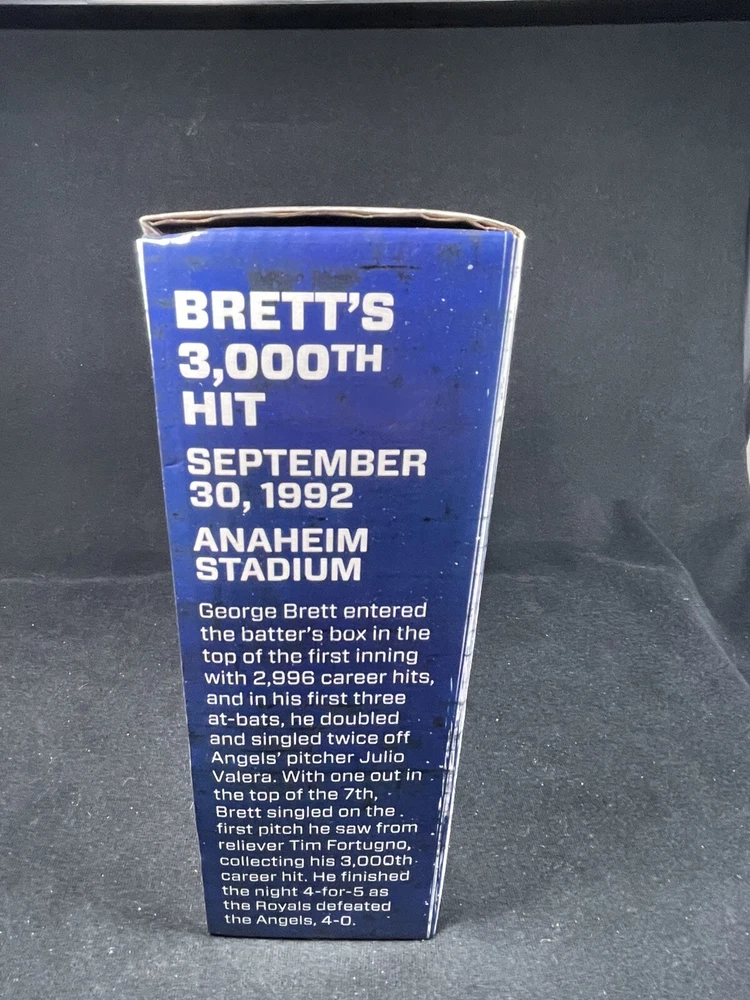 BRETT'S
3,000TH
HIT
SEPTEMBER
30, 1992
ANAHEIM
STADIUM
George Brett entered
the batter's box in the
top of the first inning
with 2,996 career hits,
and in his first three
at-bats, he doubled
and singled twice off
Angels' pitcher Julio
Valera. With one out in
the top of the 7th,
Brett singled on the
first pitch he saw from
reliever Tim Fortugno,
collecting his 3,000th
career hit. He finished
the night 4-for-5 as
the Royals defeated
the Angels, 4-0.